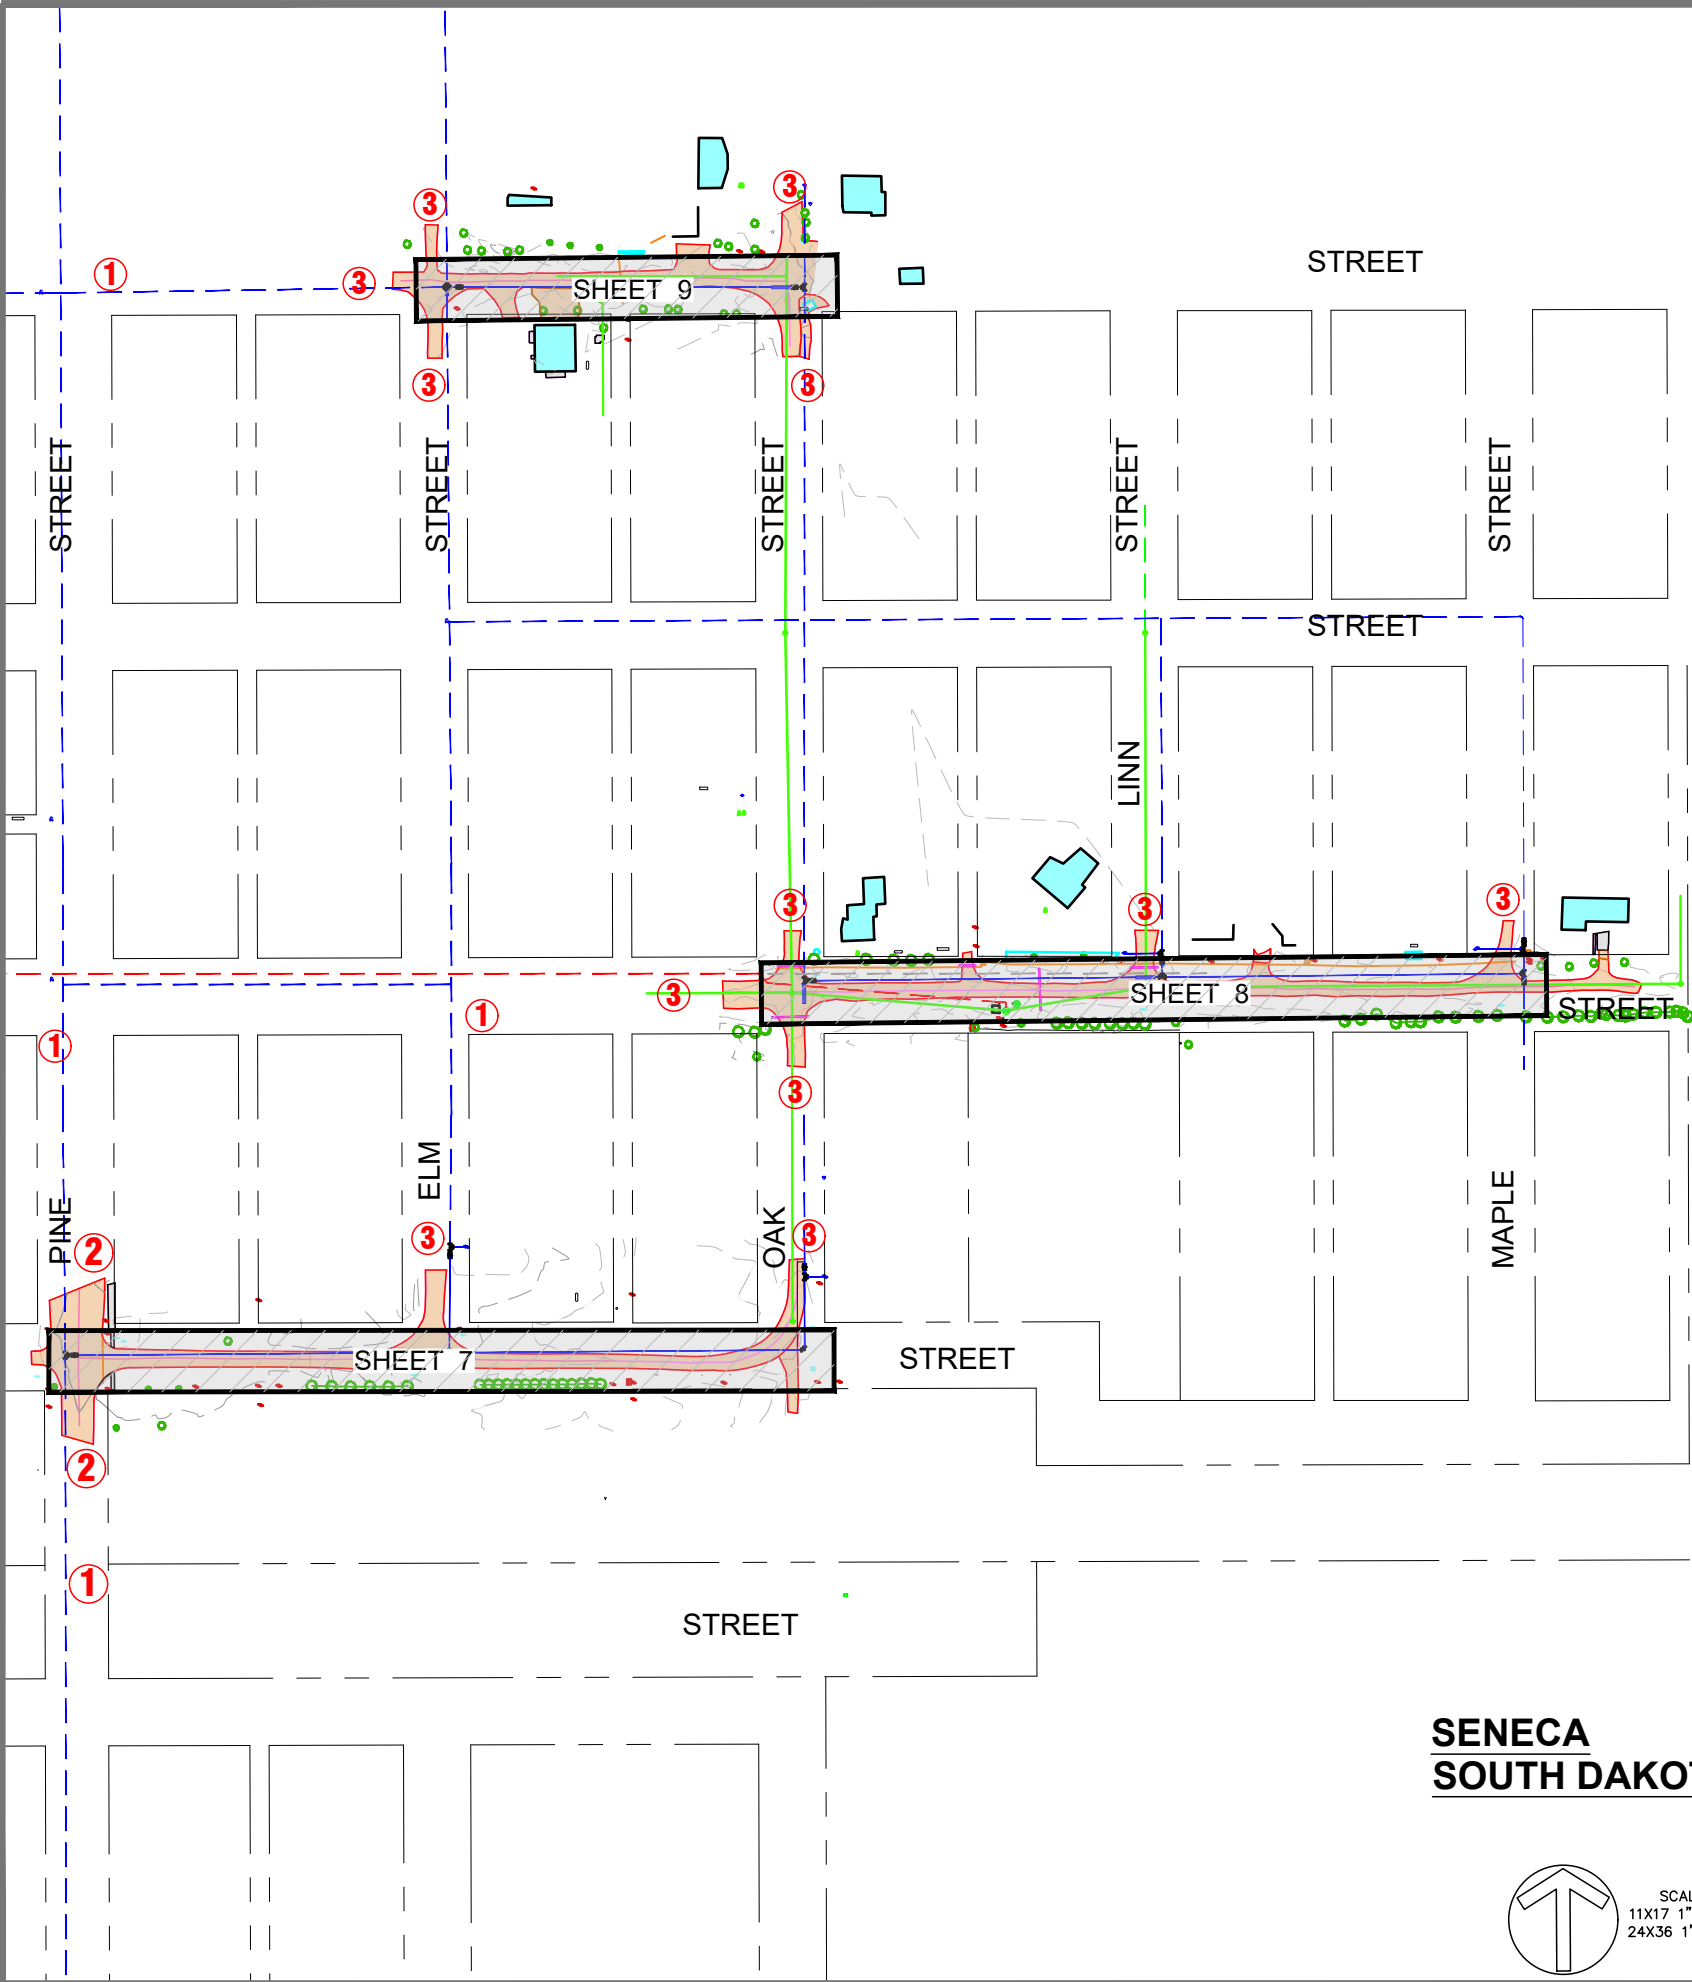 3
3
STREET
1
3
SHEET 9
3
3
STREET
STREET
STREET
STREET
STREET
STREET
LINN
3
3
3
3
SHEET 8
STREET
1
1
3
ELM
MAPLE
PINE
OAK
2
3
3
SHEET 7
STREET
2
1
STREET
SENECA
SOUTH DAKO
SCAL
11X17 1"
24X36 1"